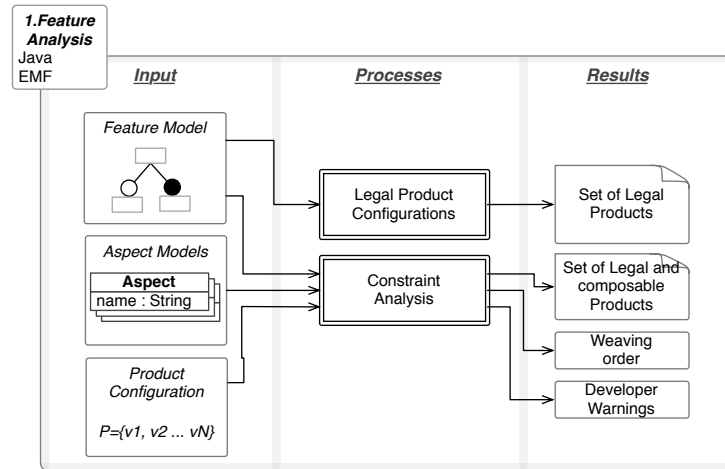 1.Feature
Analysis
Java
EMF
Input
Processes
Results
Feature Model
Legal Product
Configurations
Set of Legal
Products
Aspect Models
Aspect
name : String
Constraint
Analysis
Set of Legal and
composable
Products
Weaving
order
Developer
Warnings
Product
Configuration
P={v1, v2 ... vN}